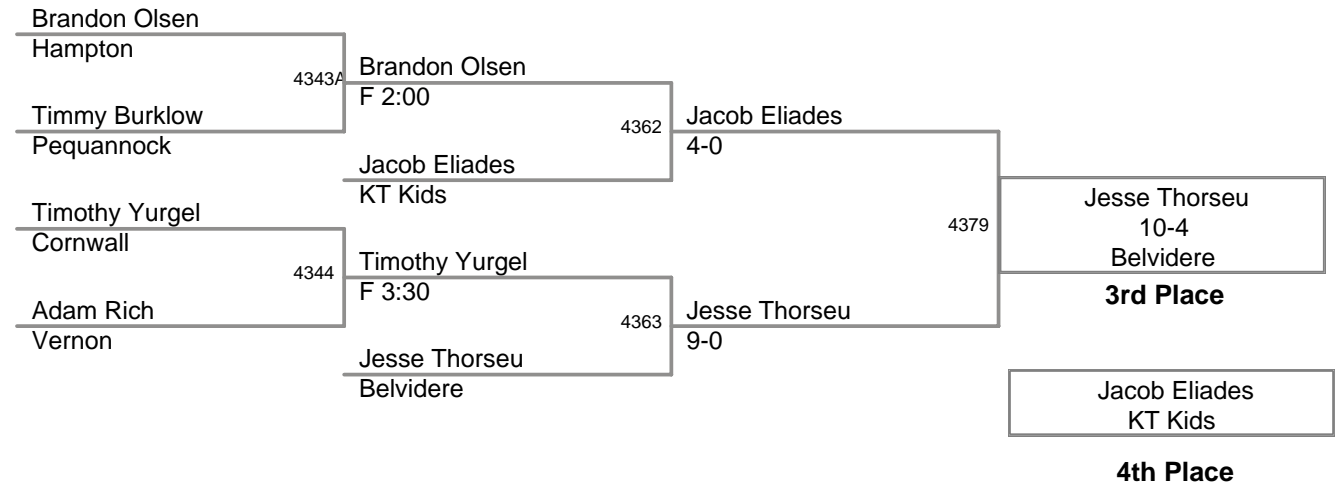 Brandon Olsen
Hampton
4343A
Timmy Burklow
Pequannock
Timothy Yurgel
Cornwall
4344
Adam Rich
Vernon
Brandon Olsen
F 2:00
4362
Jacob Eliades
KT Kids
Timothy Yurgel
F 3:30
4363
Jesse Thorseu
Belvidere
Jacob Eliades
4-0
4379
Jesse Thorseu
9-0
Jesse Thorseu
10-4
Belvidere
3rd Place
Jacob Eliades
KT Kids
4th Place